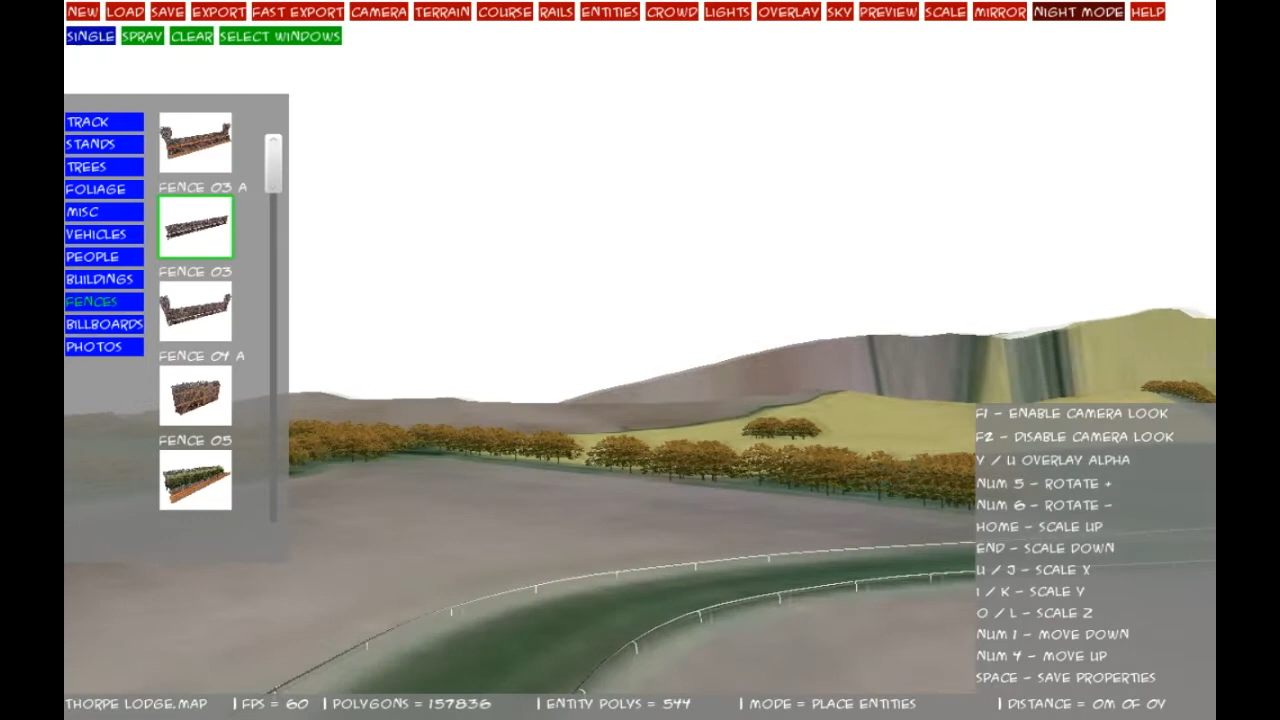 NEW LOAD SAVE EXPORT FAST EXPORT CAMERA TERRAIN COURSE RAILS ENTITIES CROWD LIGHTS OVERLAY SKY PREVIEW SCALE MIRROR NIGHT MODE HELP
SINGLE SPRAY CLEAR SELECT WINDOWS
TRACK
STANDS
TREES
FOLIAGE
MISC
VEHICLES
PEOPLE
BUILDINGS
FENCES
BILLBOARDS
PHOTOS
FENCE 03 A
FENCE 03
FENCE 04 A
FENCE 05
F1 - ENABLE CAMERA LOOK
F2 - DISABLE CAMERA LOOK
Y / U OVERLAY ALPHA
NUM 5 - ROTATE +
NUM 6 - ROTATE -
HOME - SCALE UP
END - SCALE DOWN
U / J - SCALE X
I / K - SCALE Y
O / L - SCALE Z
NUM 1 - MOVE DOWN
NUM 4 - MOVE UP
SPACE - SAVE PROPERTIES
THORPE LODGE.MAP | FPS = 60 | POLYGONS = 157836 | ENTITY POLYS = 544 | MODE = PLACE ENTITIES | DISTANCE = 0M 0F 0Y